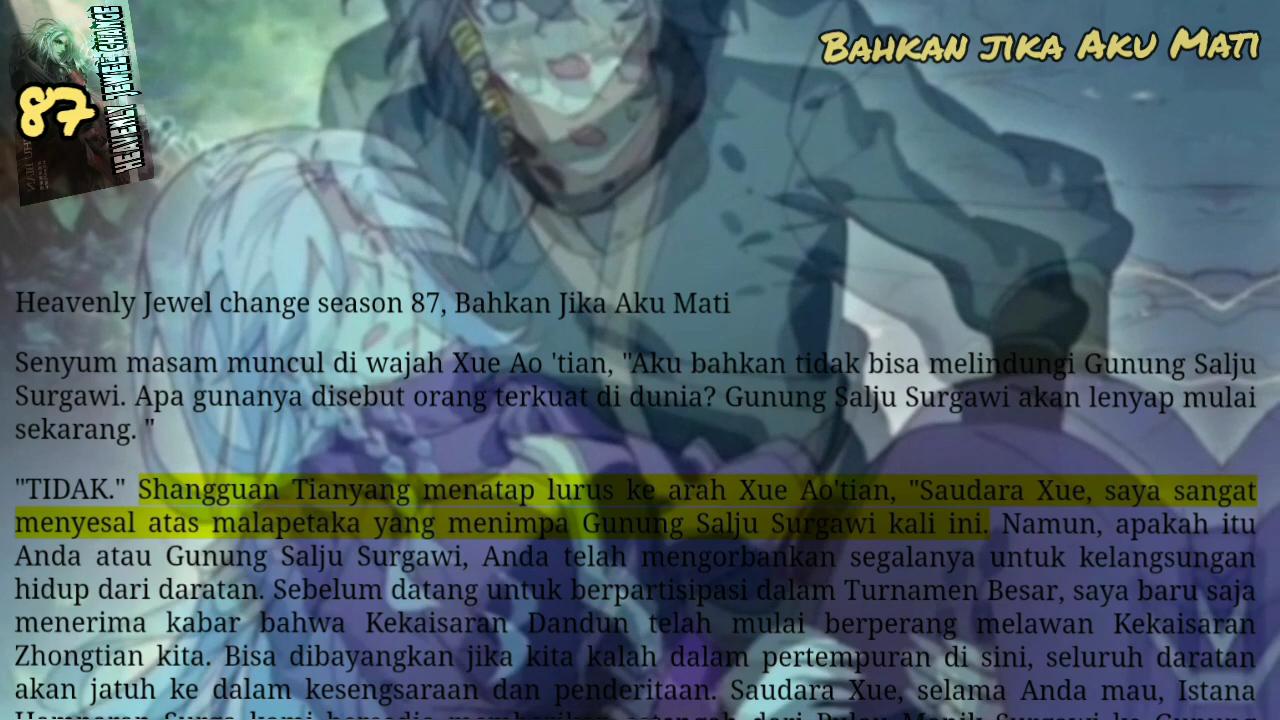 HEAVENLY JEWEL CHANGE
87
Bahkan jika Aku Mati
Heavenly Jewel change season 87, Bahkan Jika Aku Mati
Senyum masam muncul di wajah Xue Ao 'tian, "Aku bahkan tidak bisa melindungi Gunung Salju
Surgawi. Apa gunanya disebut orang terkuat di dunia? Gunung Salju Surgawi akan lenyap mulai
sekarang. "
"TIDAK." Shangguan Tianyang menatap lurus ke arah Xue Ao'tian, "Saudara Xue, saya sangat
menyesal atas malapetaka yang menimpa Gunung Salju Surgawi kali ini. Namun, apakah itu
Anda atau Gunung Salju Surgawi, Anda telah mengorbankan segalanya untuk kelangsungan
hidup dari daratan. Sebelum datang untuk berpartisipasi dalam Turnamen Besar, saya baru saja
menerima kabar bahwa Kekaisaran Dandun telah mulai berperang melawan Kekaisaran
Zhongtian kita. Bisa dibayangkan jika kita kalah dalam pertempuran di sini, seluruh daratan
akan jatuh ke dalam kesengsaraan dan penderitaan. Saudara Xue, selama Anda mau, Istana